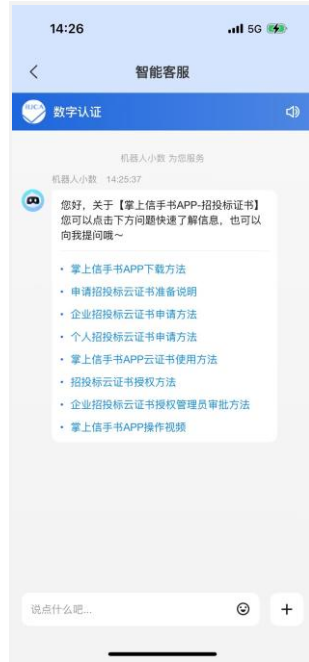 14:26
5G
智能客服
BJCA
数字认证
机器人小数 为您服务
机器人小数 14:25:37
您好，关于【掌上信手书APP-招投标证书】
您可以点击下方问题快速了解信息，也可以
向我提问哦～
• 掌上信手书APP下载方法
• 申请招投标云证书准备说明
• 企业招投标云证书申请方法
• 个人招投标云证书申请方法
• 掌上信手书APP云证书使用方法
• 招投标云证书授权方法
• 企业招投标云证书授权管理员审批方法
• 掌上信手书APP操作视频
说点什么吧...